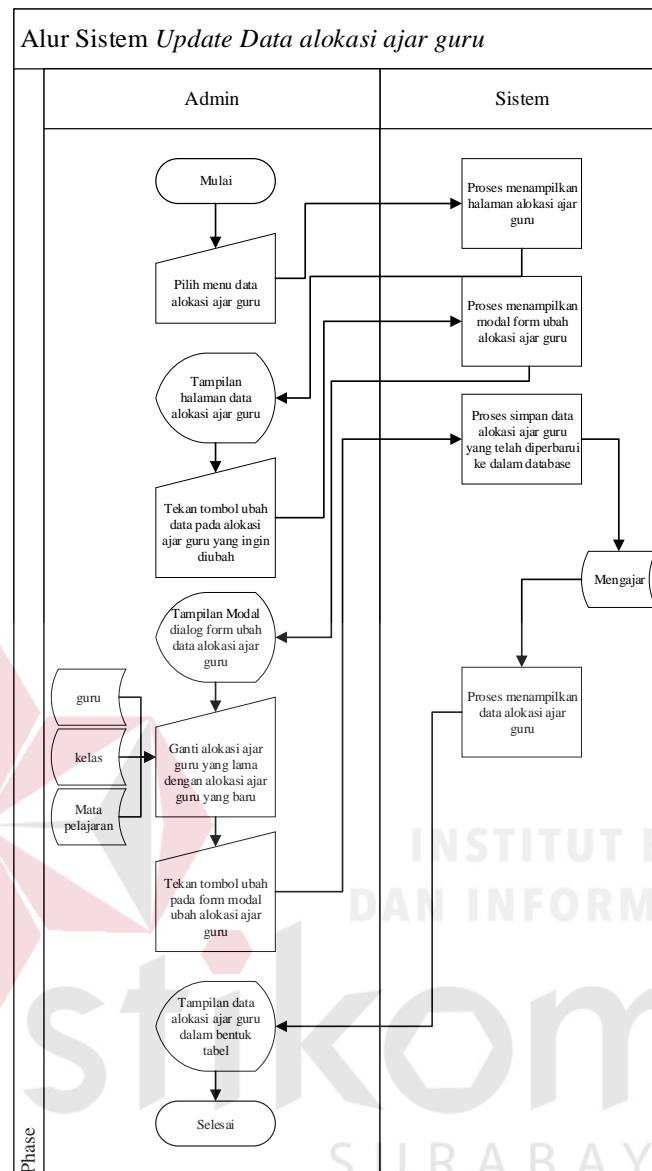 Alur Sistem Update Data alokasi ajar guru
Admin
Sistem
Mulai
Proses menampilkan
halaman alokasi ajar
guru
Pilih menu data
alokasi ajar guru
Proses menampilkan
modal form ubah
alokasi ajar guru
Tampilan
halaman data
alokasi ajar guru
Proses simpan data
alokasi ajar guru
yang telah diperbarui
ke dalam database
Tekan tombol ubah
data pada alokasi
ajar guru yang ingin
diubah
Mengajar
Tampilan Modal
dialog form ubah
data alokasi ajar
guru
Proses menampilkan
data alokasi ajar
guru
guru
kelas
Mata
pelajaran
Ganti alokasi ajar
guru yang lama
dengan alokasi ajar
guru yang baru
Tekan tombol ubah
pada form modal
ubah alokasi ajar
guru
Tampilan data
alokasi ajar guru
dalam bentuk
tabel
Selesai
Phase
INSTITUT
DAN INFORM
stikom
SURABAY